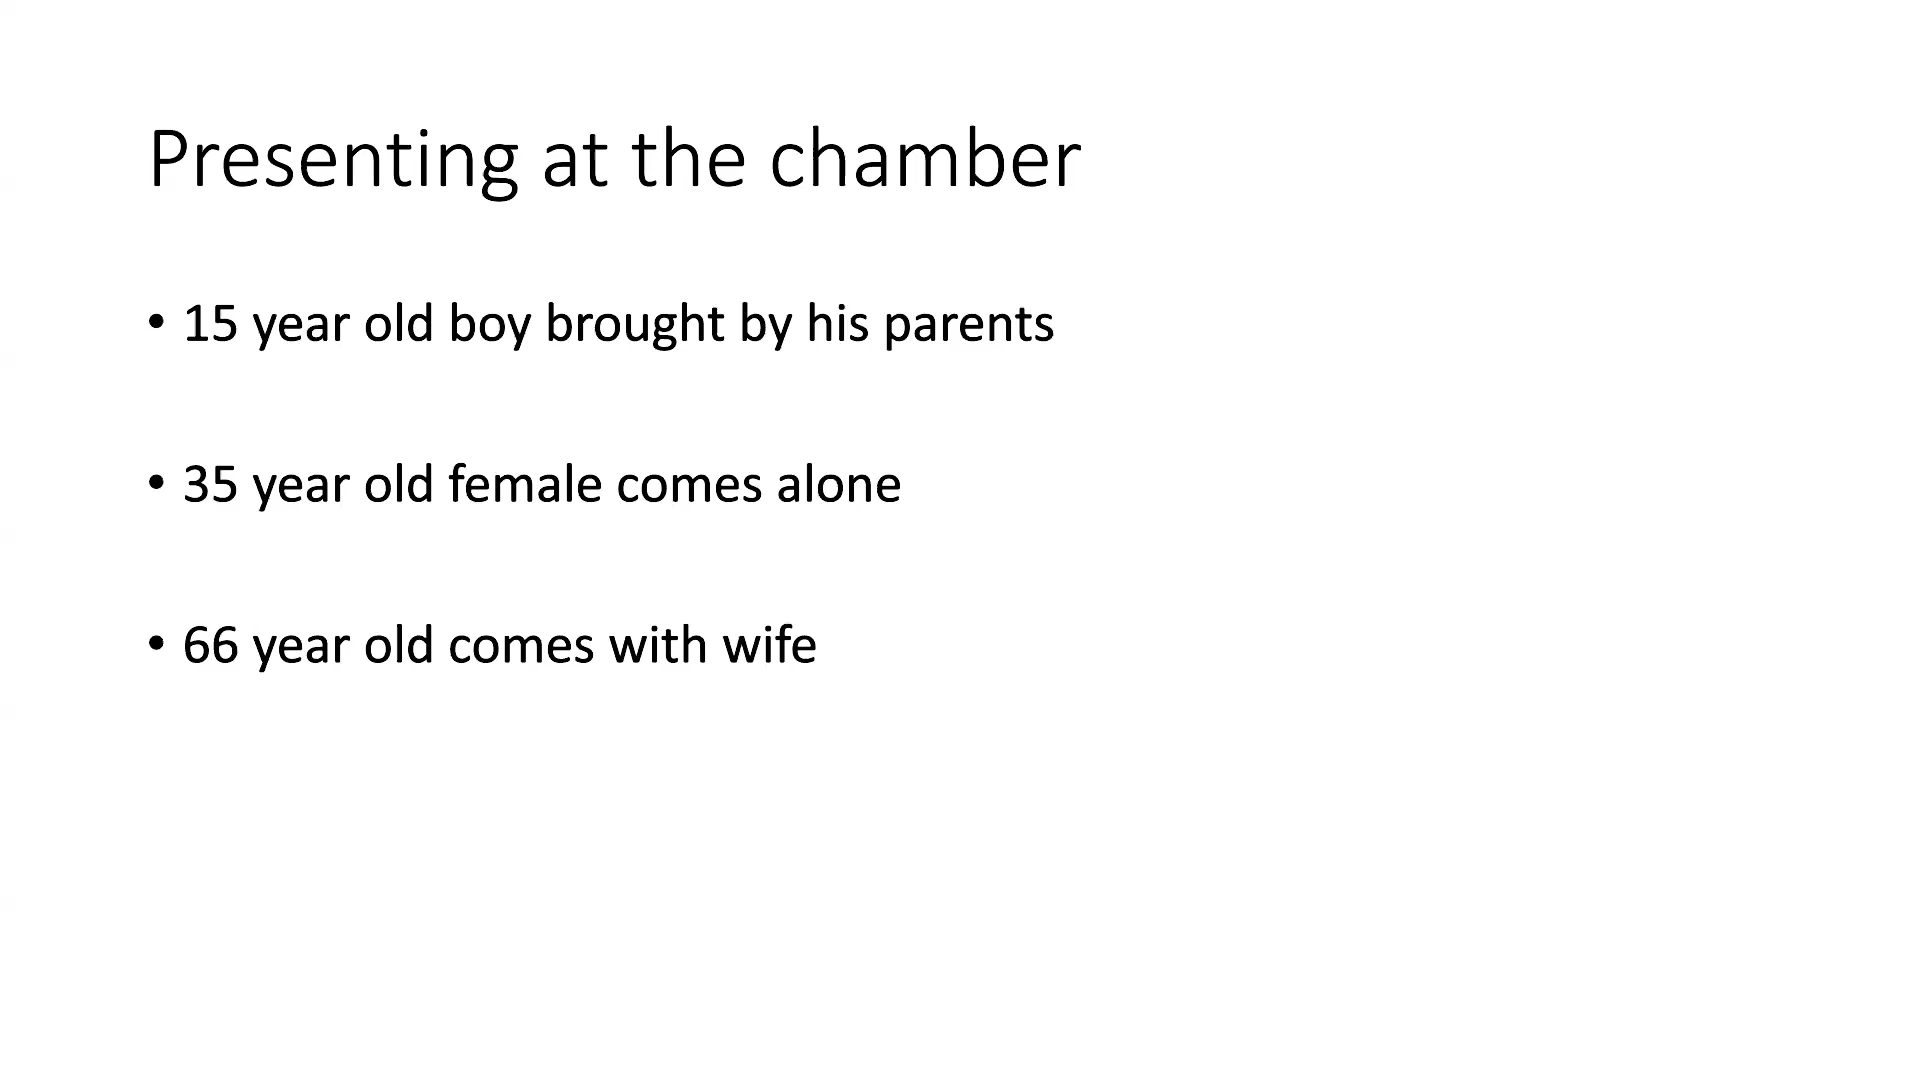 Presenting at the chamber
• 15 year old boy brought by his parents
• 35 year old female comes alone
• 66 year old comes with wife